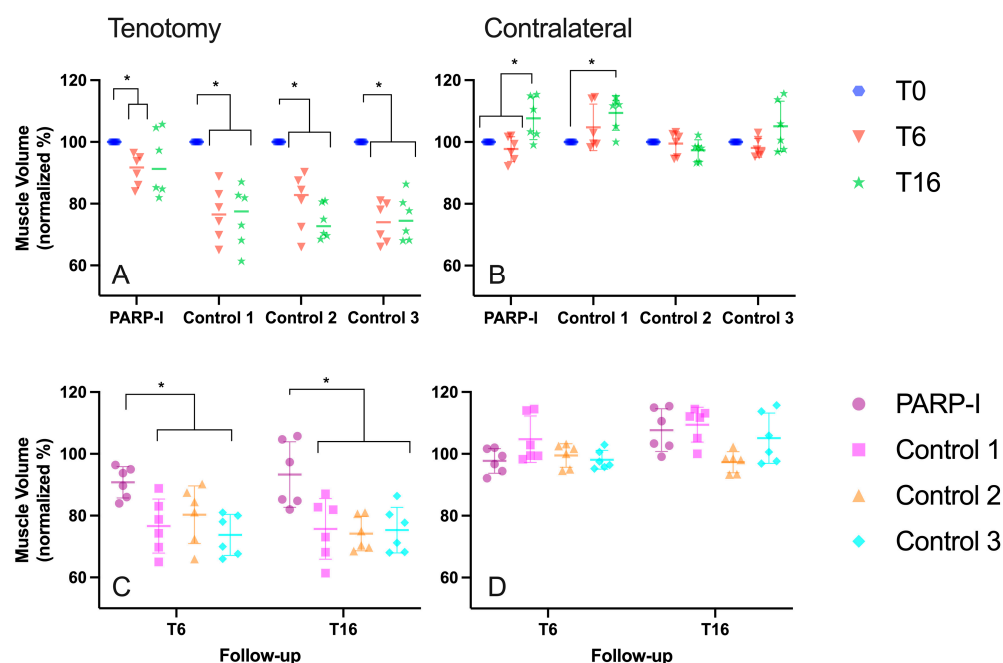 Tenotomy
Contralateral
120
100
80
60
Muscle Volume
(normalized %)
*
*
*
*
A
PARP-I
Control 1
Control 2
Control 3
120
100
80
60
*
*
B
PARP-I
Control 1
Control 2
Control 3
T0
T6
T16
120
100
80
60
Muscle Volume
(normalized %)
*
*
C
T6
T16
Follow-up
120
100
80
60
D
T6
T16
Follow-up
PARP-I
Control 1
Control 2
Control 3